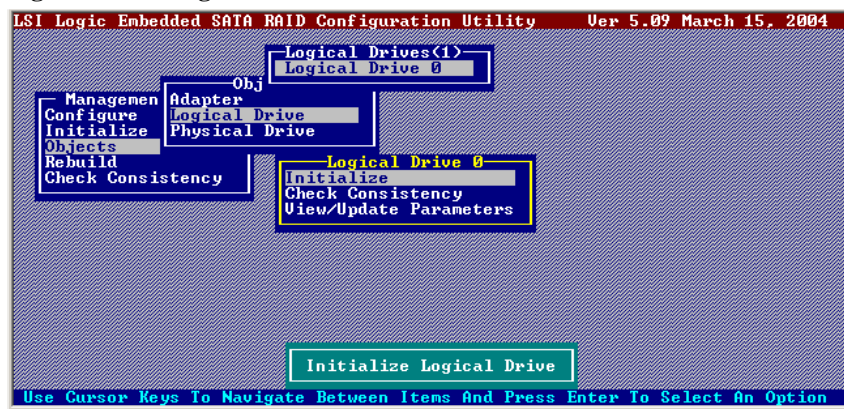 LSI Logic Embedded SATA RAID Configuration Utility Ver 5.09 March 15, 2004
Logical Drives(1)
Logical Drive 0
Obj
Adapter
Logical Drive
Physical Drive
Managemen
Configure
Initialize
Objects
Rebuild
Check Consistency
Logical Drive 0
Initialize
Check Consistency
View/Update Parameters
Initialize Logical Drive
Use Cursor Keys To Navigate Between Items And Press Enter To Select An Option